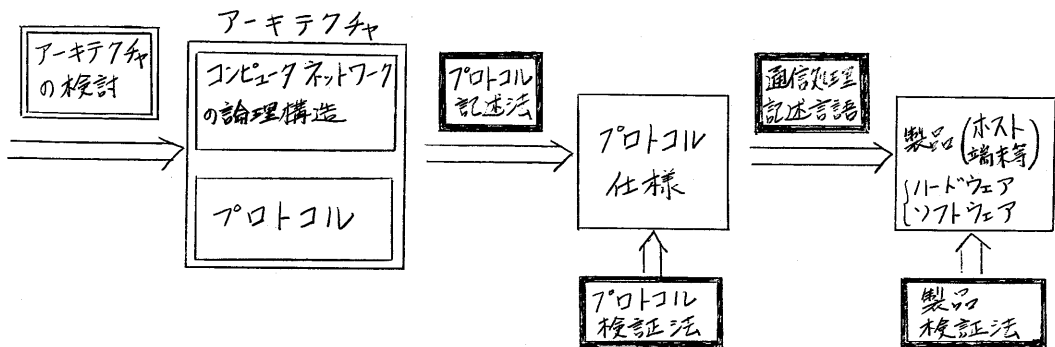 アーキテクチャ
の検討
アーキテクチャ
コンピュータネットワーク
の論理構造
プロトコル
プロトコル
記述法
プロトコル
仕様
プロトコル
検証法
通信処理
記述言語
製品(ホスト
端末等)
{ハードウェア
ソフトウェア
製品
検証法